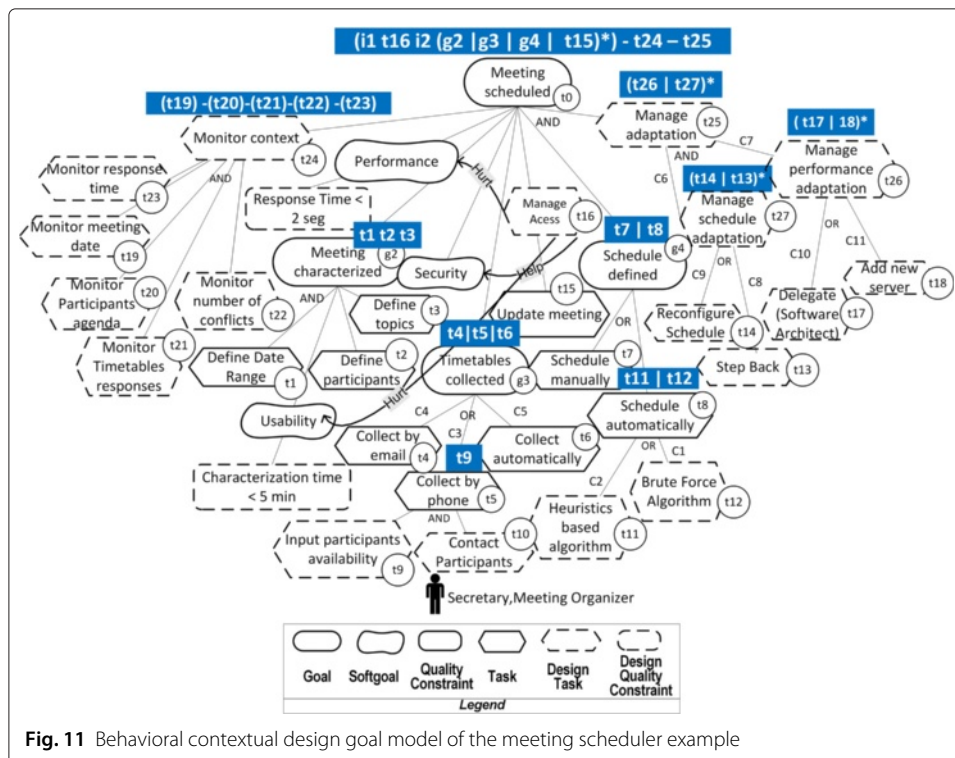 (i1 t16 i2 (g2 |g3 | g4 | t15)*) - t24 – t25
Meeting
scheduled
t0
(t19) -(t20)-(t21)-(t22) -(t23)
Monitor context
t24
AND
(t26 | t27)*
Manage
adaptation
t25
AND
C7
C6
( t17 | 18)*
Manage
performance
adaptation
t26
Performance
Hurt
Monitor response
time
t23
AND
Response Time <
2 seg
Manage
Acess
t16
(t14 | t13)*
Manage
schedule
adaptation
t27
Monitor meeting
date
t19
t1 t2 t3
Meeting
characterized
g2
Security
Help
t7 | t8
Schedule
defined
g4
OR
C9
C8
OR
C10
C11
Add new
server
t18
Monitor
Participants
agenda
t20
Monitor
number of
conflicts
t22
AND
Define
topics
t3
t15
Update meeting
OR
Reconfigure
Schedule
t14
Delegate
(Software
Architect)
t17
Monitor
Timetables
responses
t21
Define Date
Range
t1
Define
participants
t2
t4|t5|t6
Timetables
collected
g3
Schedule
manually
t7
t11 | t12
Step Back
t13
Usability
Hurt
C4
OR
C3
C5
Schedule
automatically
t8
Collect by
email
t4
t9
Collect
automatically
t6
OR
C1
C2
Characterization time
< 5 min
Collect by
phone
t5
Brute Force
Algorithm
t12
AND
Heuristics
based
algorithm
t11
Input participants
availability
t9
Contact
Participants
t10
Secretary,Meeting Organizer
Goal
Softgoal
Quality
Constraint
Task
Design
Task
Design
Quality
Constraint
Legend
Fig. 11 Behavioral contextual design goal model of the meeting scheduler example